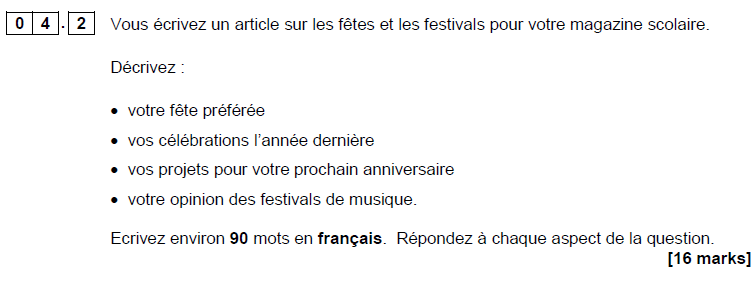 04.2 Vous écrivez un article sur les fêtes et les festivals pour votre magazine scolaire.
Décrivez :
• votre fête préférée
• vos célébrations l'année dernière
• vos projets pour votre prochain anniversaire
• votre opinion des festivals de musique.
Ecrivez environ 90 mots en français. Répondez à chaque aspect de la question.
[16 marks]